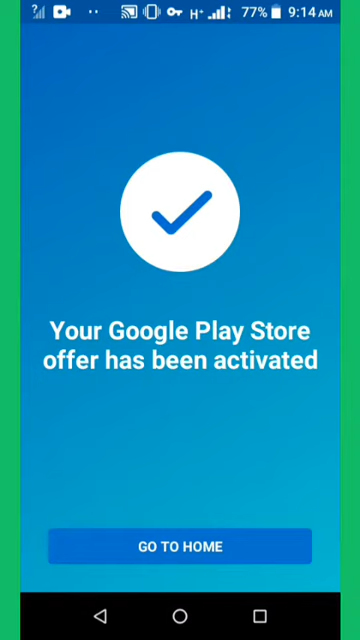 ? H+ 77% 9:14 AM
Your Google Play Store
offer has been activated
GO TO HOME